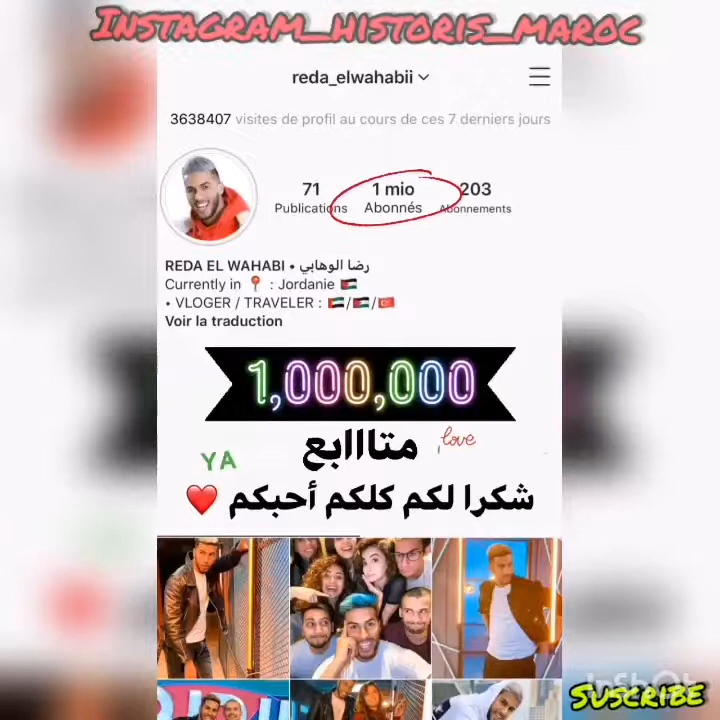 INSTAGRAM_HISTORIS_MAROC
reda_elwahabii
3638407 visites de profil au cours de ces 7 derniers jours
71 1 mio 203
Publications Abonnés Abonnements
REDA EL WAHABI • رضا الوهابي
Currently in 📍 : Jordanie 🇯🇴
• VLOGER / TRAVELER : 🇦🇪/🇯🇴/🇹🇷
Voir la traduction
1,000,000
متاااابع
love
YA
شكرا لكم كلكم أحبكم ❤️
InShOt
SUSCRIBE